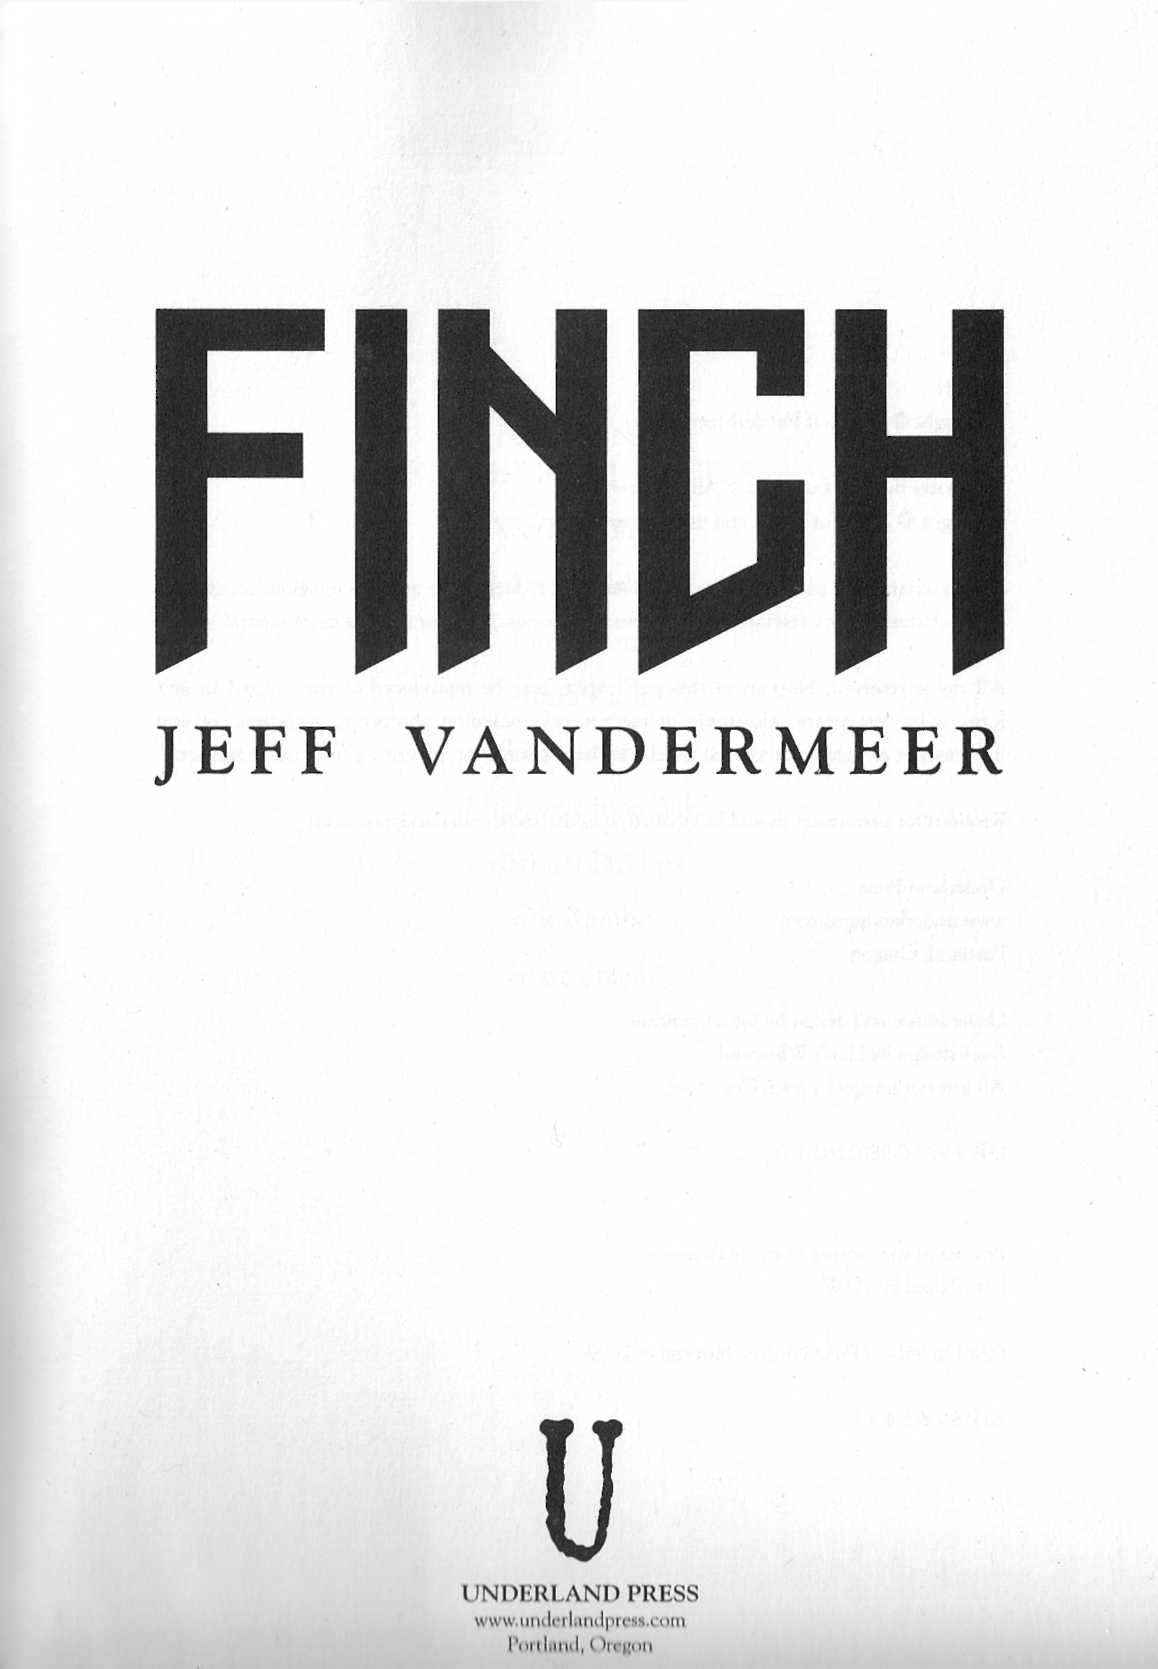 FINCH
JEFF VANDERMEER
U
UNDERLAND PRESS
www.underlandpress.com
Portland, Oregon